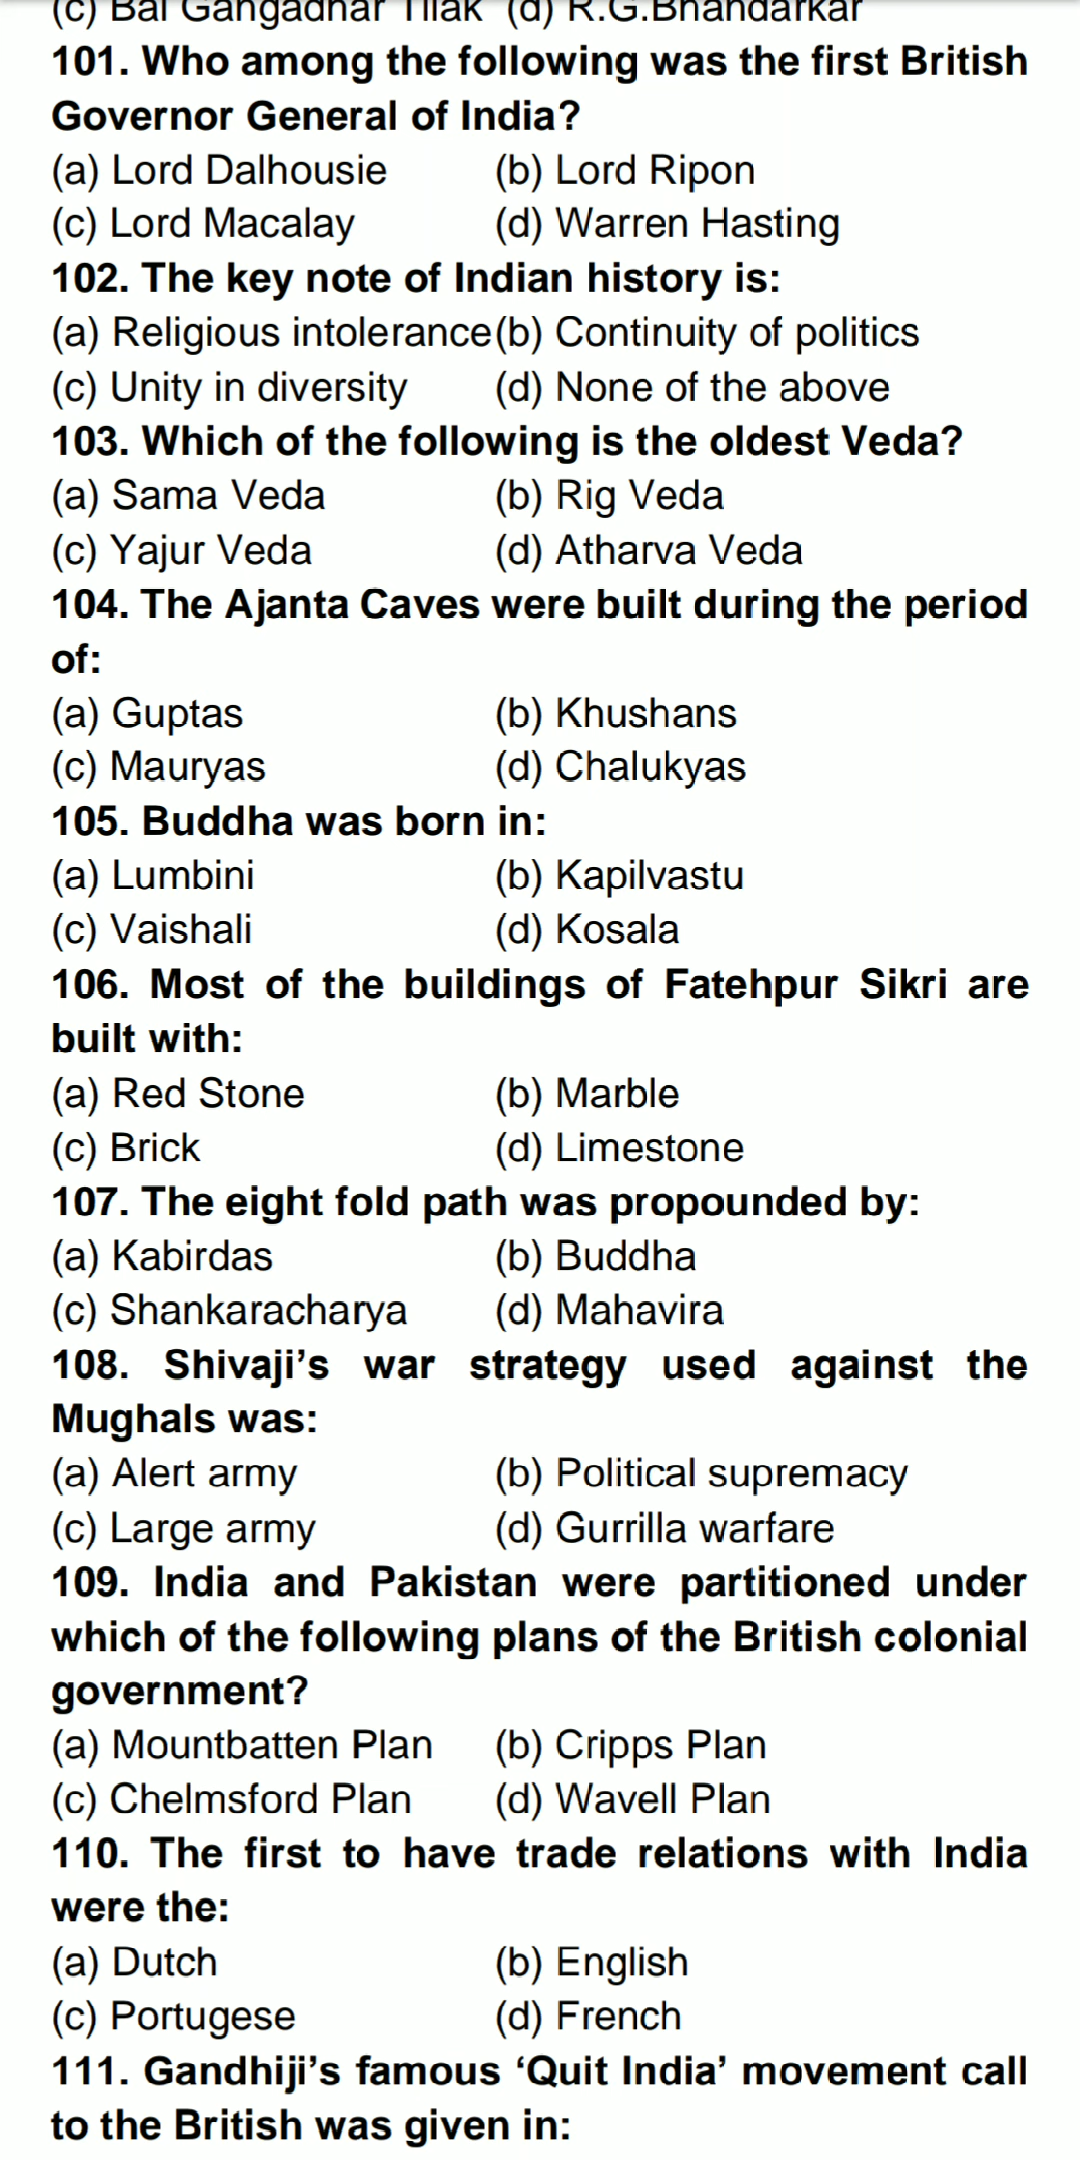 (c) Bal Gangadhar Tilak (d) R.G.Bhandarkar
101. Who among the following was the first British
Governor General of India?
(a) Lord Dalhousie (b) Lord Ripon
(c) Lord Macalay (d) Warren Hasting
102. The key note of Indian history is:
(a) Religious intolerance(b) Continuity of politics
(c) Unity in diversity (d) None of the above
103. Which of the following is the oldest Veda?
(a) Sama Veda (b) Rig Veda
(c) Yajur Veda (d) Atharva Veda
104. The Ajanta Caves were built during the period
of:
(a) Guptas (b) Khushans
(c) Mauryas (d) Chalukyas
105. Buddha was born in:
(a) Lumbini (b) Kapilvastu
(c) Vaishali (d) Kosala
106. Most of the buildings of Fatehpur Sikri are
built with:
(a) Red Stone (b) Marble
(c) Brick (d) Limestone
107. The eight fold path was propounded by:
(a) Kabirdas (b) Buddha
(c) Shankaracharya (d) Mahavira
108. Shivaji’s war strategy used against the
Mughals was:
(a) Alert army (b) Political supremacy
(c) Large army (d) Gurrilla warfare
109. India and Pakistan were partitioned under
which of the following plans of the British colonial
government?
(a) Mountbatten Plan (b) Cripps Plan
(c) Chelmsford Plan (d) Wavell Plan
110. The first to have trade relations with India
were the:
(a) Dutch (b) English
(c) Portugese (d) French
111. Gandhiji’s famous ‘Quit India’ movement call
to the British was given in: